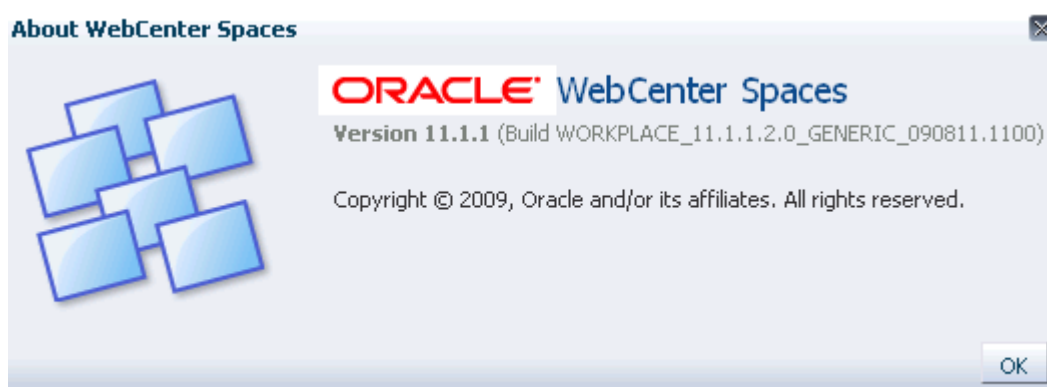 About WebCenter Spaces
ORACLE WebCenter Spaces
Version 11.1.1 (Build WORKPLACE_11.1.1.2.0_GENERIC_090811.1100)
Copyright © 2009, Oracle and/or its affiliates. All rights reserved.
OK